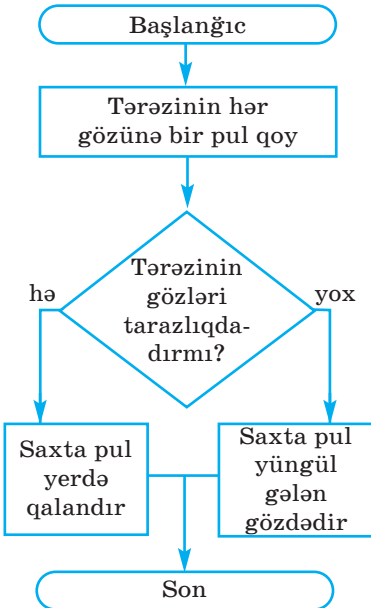 Başlanğıc
Tərəzinin hər
gözünə bir pul qoy
Tərəzinin
gözləri
tarazlıqda-
dırmı?
hə
yox
Saxta pul
yerdə
qalandır
Saxta pul
yüngül
gələn
gözdədir
Son